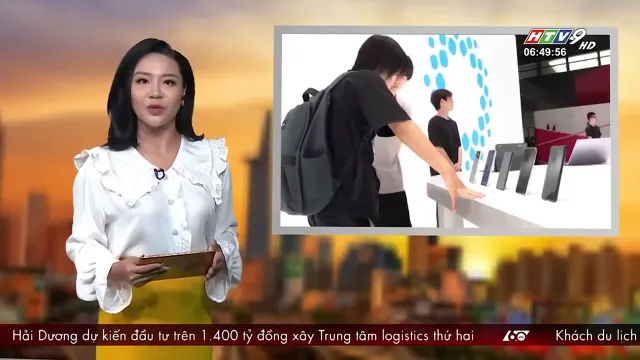 HTV9 HD
06:49:56
Hải Dương dự kiến đầu tư trên 1.400 tỷ đồng xây Trung tâm logistics thứ hai
60
Khách du lịch